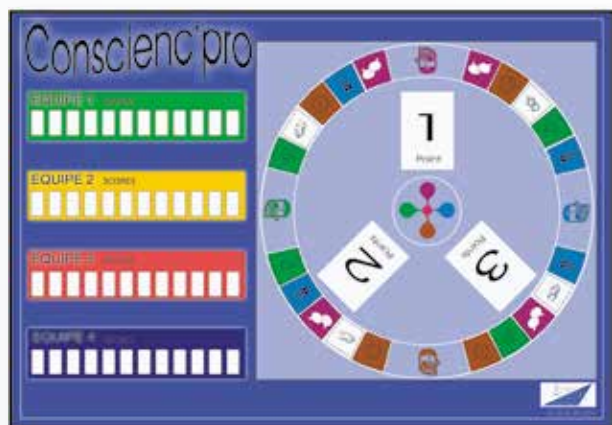 Conscienc'pro
EQUIPE 1
EQUIPE 2 SCORES
EQUIPE 3
EQUIPE 4
1
Point
2
Points
3
Points